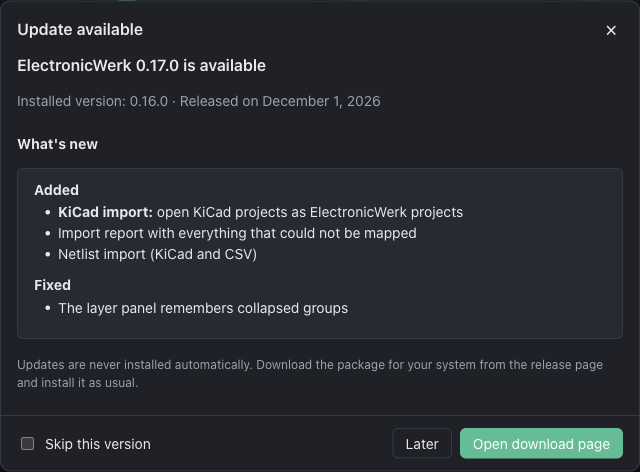 Update available
ElectronicWerk 0.17.0 is available
Installed version: 0.16.0 · Released on December 1, 2026
What's new
Added
• KiCad import: open KiCad projects as ElectronicWerk projects
• Import report with everything that could not be mapped
• Netlist import (KiCad and CSV)
Fixed
• The layer panel remembers collapsed groups
Updates are never installed automatically. Download the package for your system from the release page
and install it as usual.
Skip this version
Later
Open download page